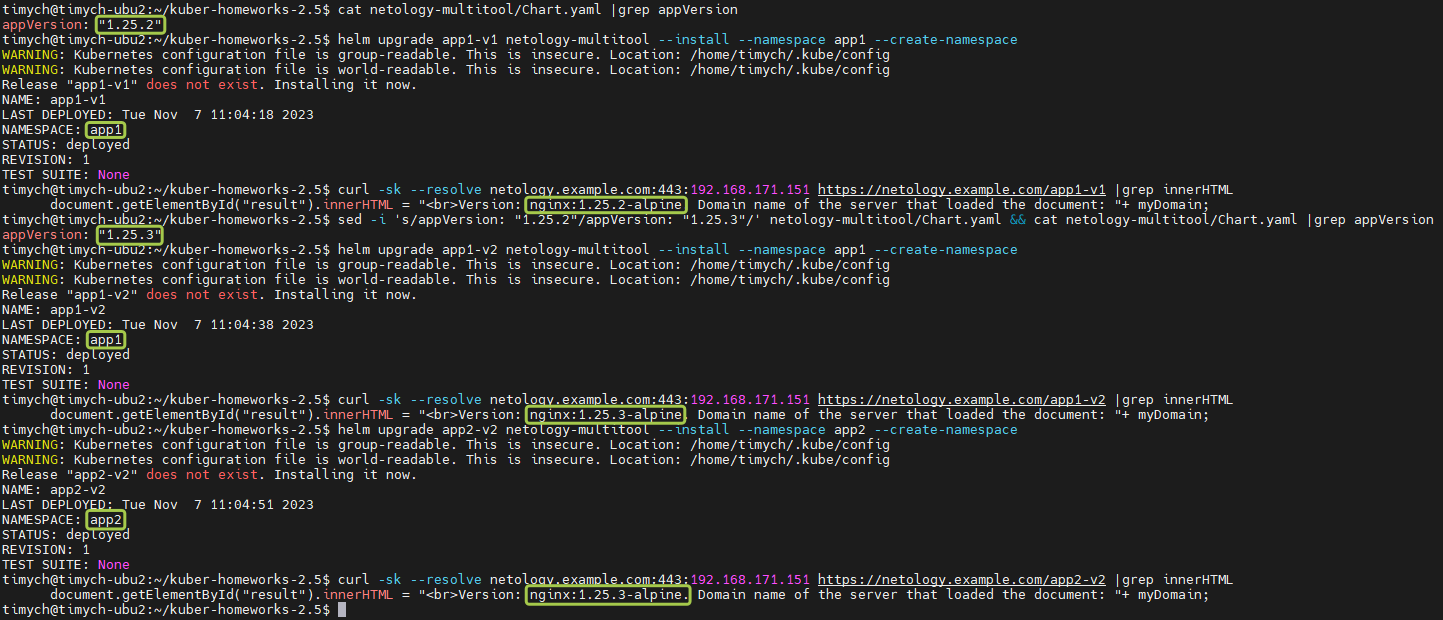 timych@timych-ubu2:~/kuber-homeworks-2.5$ cat netology-multitool/Chart.yaml |grep appVersion
appVersion: "1.25.2"
timych@timych-ubu2:~/kuber-homeworks-2.5$ helm upgrade app1-v1 netology-multitool --install --namespace app1 --create-namespace
WARNING: Kubernetes configuration file is group-readable. This is insecure. Location: /home/timych/.kube/config
WARNING: Kubernetes configuration file is world-readable. This is insecure. Location: /home/timych/.kube/config
Release "app1-v1" does not exist. Installing it now.
NAME: app1-v1
LAST DEPLOYED: Tue Nov  7 11:04:18 2023
NAMESPACE: app1
STATUS: deployed
REVISION: 1
TEST SUITE: None
timych@timych-ubu2:~/kuber-homeworks-2.5$ curl -sk --resolve netology.example.com:443:192.168.171.151 https://netology.example.com/app1-v1 |grep innerHTML
      document.getElementById("result").innerHTML = "<br>Version: nginx:1.25.2-alpine. Domain name of the server that loaded the document: "+ myDomain;
timych@timych-ubu2:~/kuber-homeworks-2.5$ sed -i 's/appVersion: "1.25.2"/appVersion: "1.25.3"/' netology-multitool/Chart.yaml && cat netology-multitool/Chart.yaml |grep appVersion
appVersion: "1.25.3"
timych@timych-ubu2:~/kuber-homeworks-2.5$ helm upgrade app1-v2 netology-multitool --install --namespace app1 --create-namespace
WARNING: Kubernetes configuration file is group-readable. This is insecure. Location: /home/timych/.kube/config
WARNING: Kubernetes configuration file is world-readable. This is insecure. Location: /home/timych/.kube/config
Release "app1-v2" does not exist. Installing it now.
NAME: app1-v2
LAST DEPLOYED: Tue Nov  7 11:04:38 2023
NAMESPACE: app1
STATUS: deployed
REVISION: 1
TEST SUITE: None
timych@timych-ubu2:~/kuber-homeworks-2.5$ curl -sk --resolve netology.example.com:443:192.168.171.151 https://netology.example.com/app1-v2 |grep innerHTML
      document.getElementById("result").innerHTML = "<br>Version: nginx:1.25.3-alpine. Domain name of the server that loaded the document: "+ myDomain;
timych@timych-ubu2:~/kuber-homeworks-2.5$ helm upgrade app2-v2 netology-multitool --install --namespace app2 --create-namespace
WARNING: Kubernetes configuration file is group-readable. This is insecure. Location: /home/timych/.kube/config
WARNING: Kubernetes configuration file is world-readable. This is insecure. Location: /home/timych/.kube/config
Release "app2-v2" does not exist. Installing it now.
NAME: app2-v2
LAST DEPLOYED: Tue Nov  7 11:04:51 2023
NAMESPACE: app2
STATUS: deployed
REVISION: 1
TEST SUITE: None
timych@timych-ubu2:~/kuber-homeworks-2.5$ curl -sk --resolve netology.example.com:443:192.168.171.151 https://netology.example.com/app2-v2 |grep innerHTML
      document.getElementById("result").innerHTML = "<br>Version: nginx:1.25.3-alpine. Domain name of the server that loaded the document: "+ myDomain;
timych@timych-ubu2:~/kuber-homeworks-2.5$